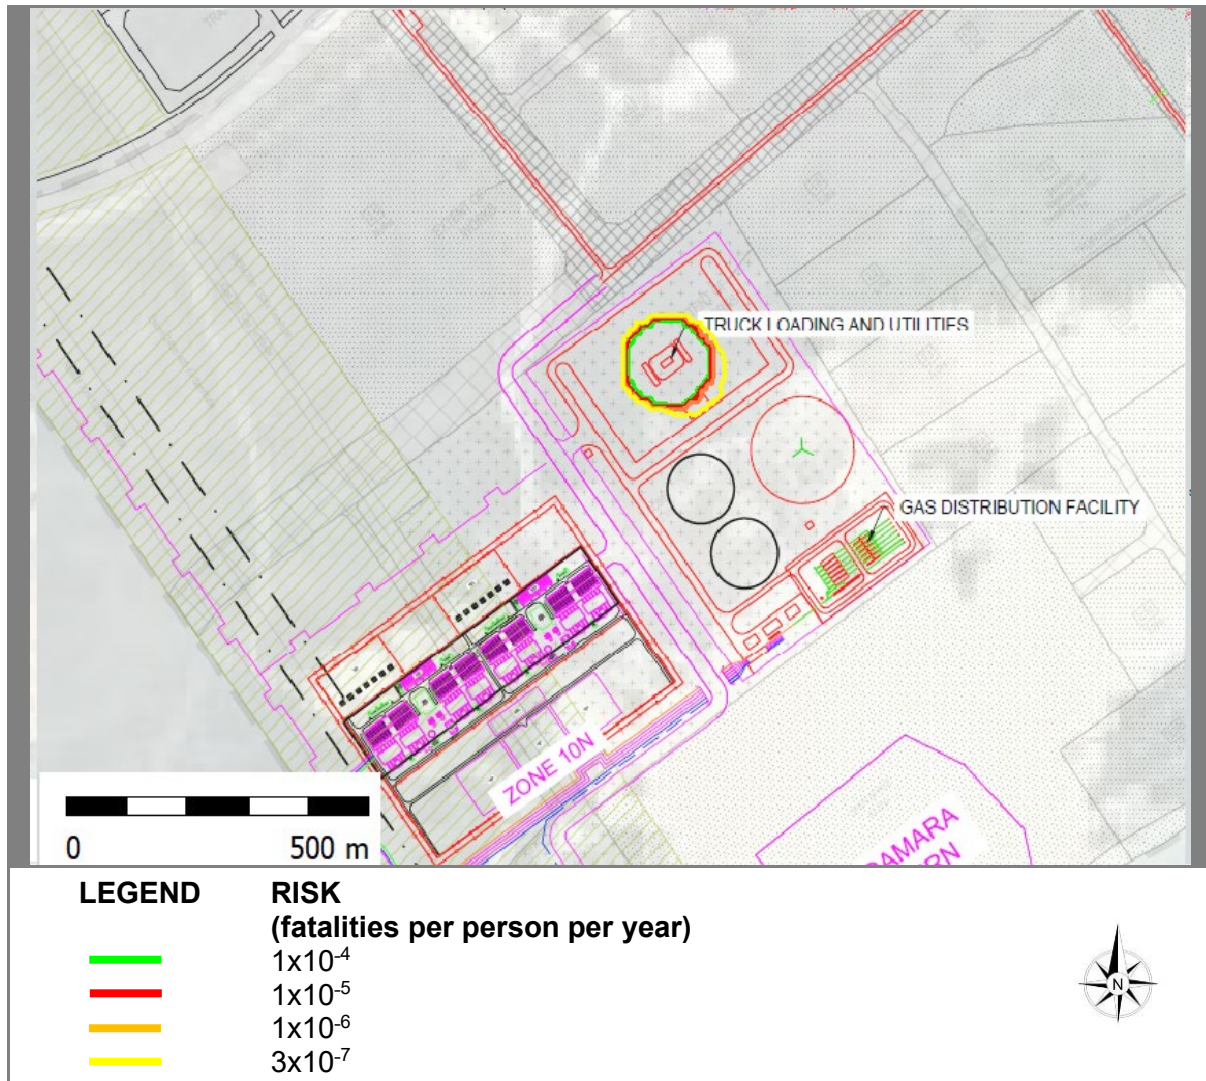 TRUCK LOADING AND UTILITIES
GAS DISTRIBUTION FACILITY
ZONE 10N
DAMARA
0
500 m
LEGEND
RISK
(fatalities per person per year)
1x10⁻⁴
1x10⁻⁵
1x10⁻⁶
3x10⁻⁷
N